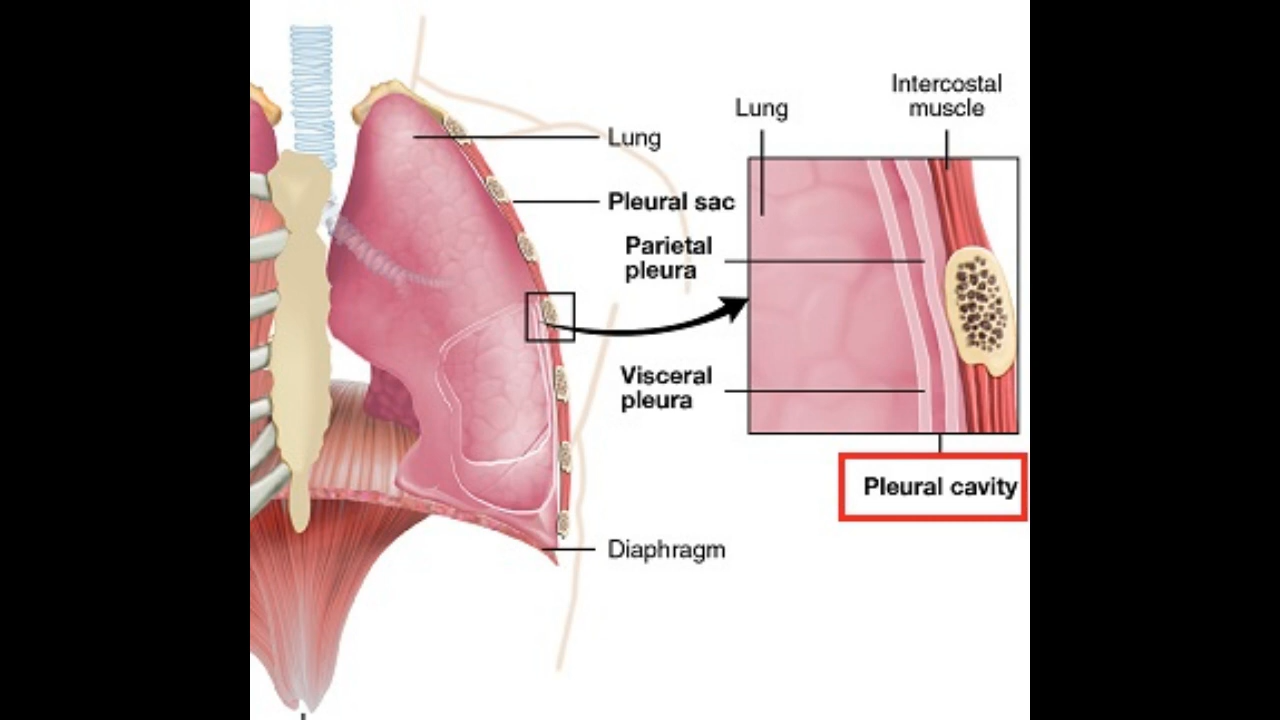 Lung
Pleural sac
Parietal
pleura
Visceral
pleura
Diaphragm
Lung
Intercostal
muscle
Pleural cavity